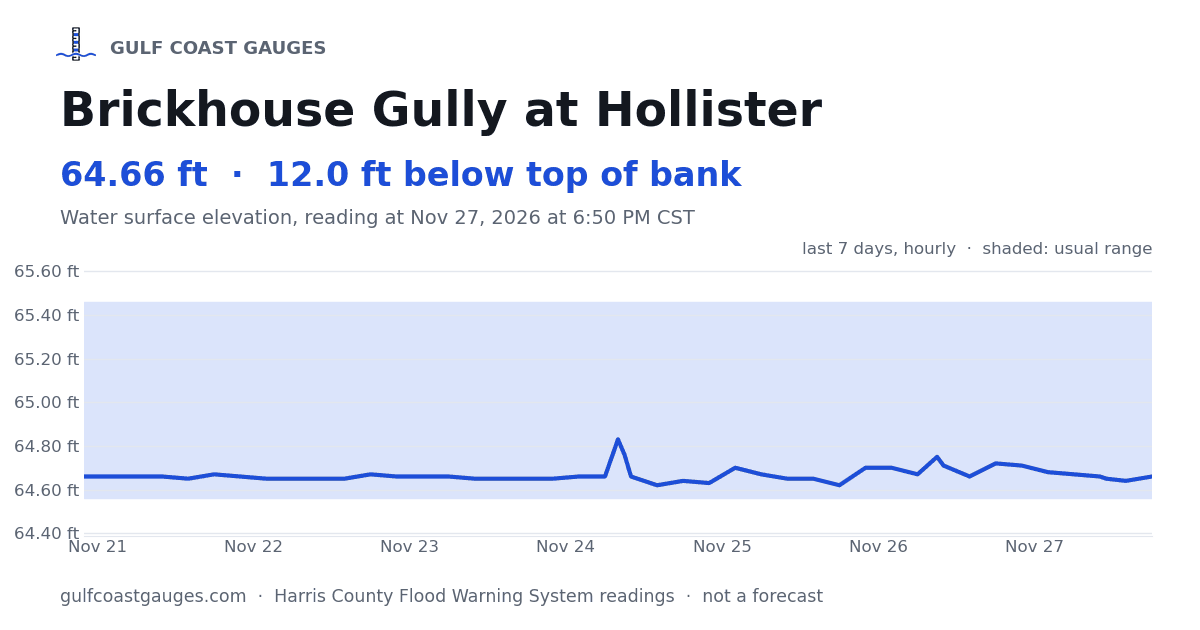 GULF COAST GAUGES
Brickhouse Gully at Hollister
64.66 ft · 12.0 ft below top of bank
Water surface elevation, reading at Nov 27, 2026 at 6:50 PM CST
last 7 days, hourly · shaded: usual range
65.60 ft
65.40 ft
65.20 ft
65.00 ft
64.80 ft
64.60 ft
64.40 ft
Nov 21 Nov 22 Nov 23 Nov 24 Nov 25 Nov 26 Nov 27
gulfcoastgauges.com · Harris County Flood Warning System readings · not a forecast